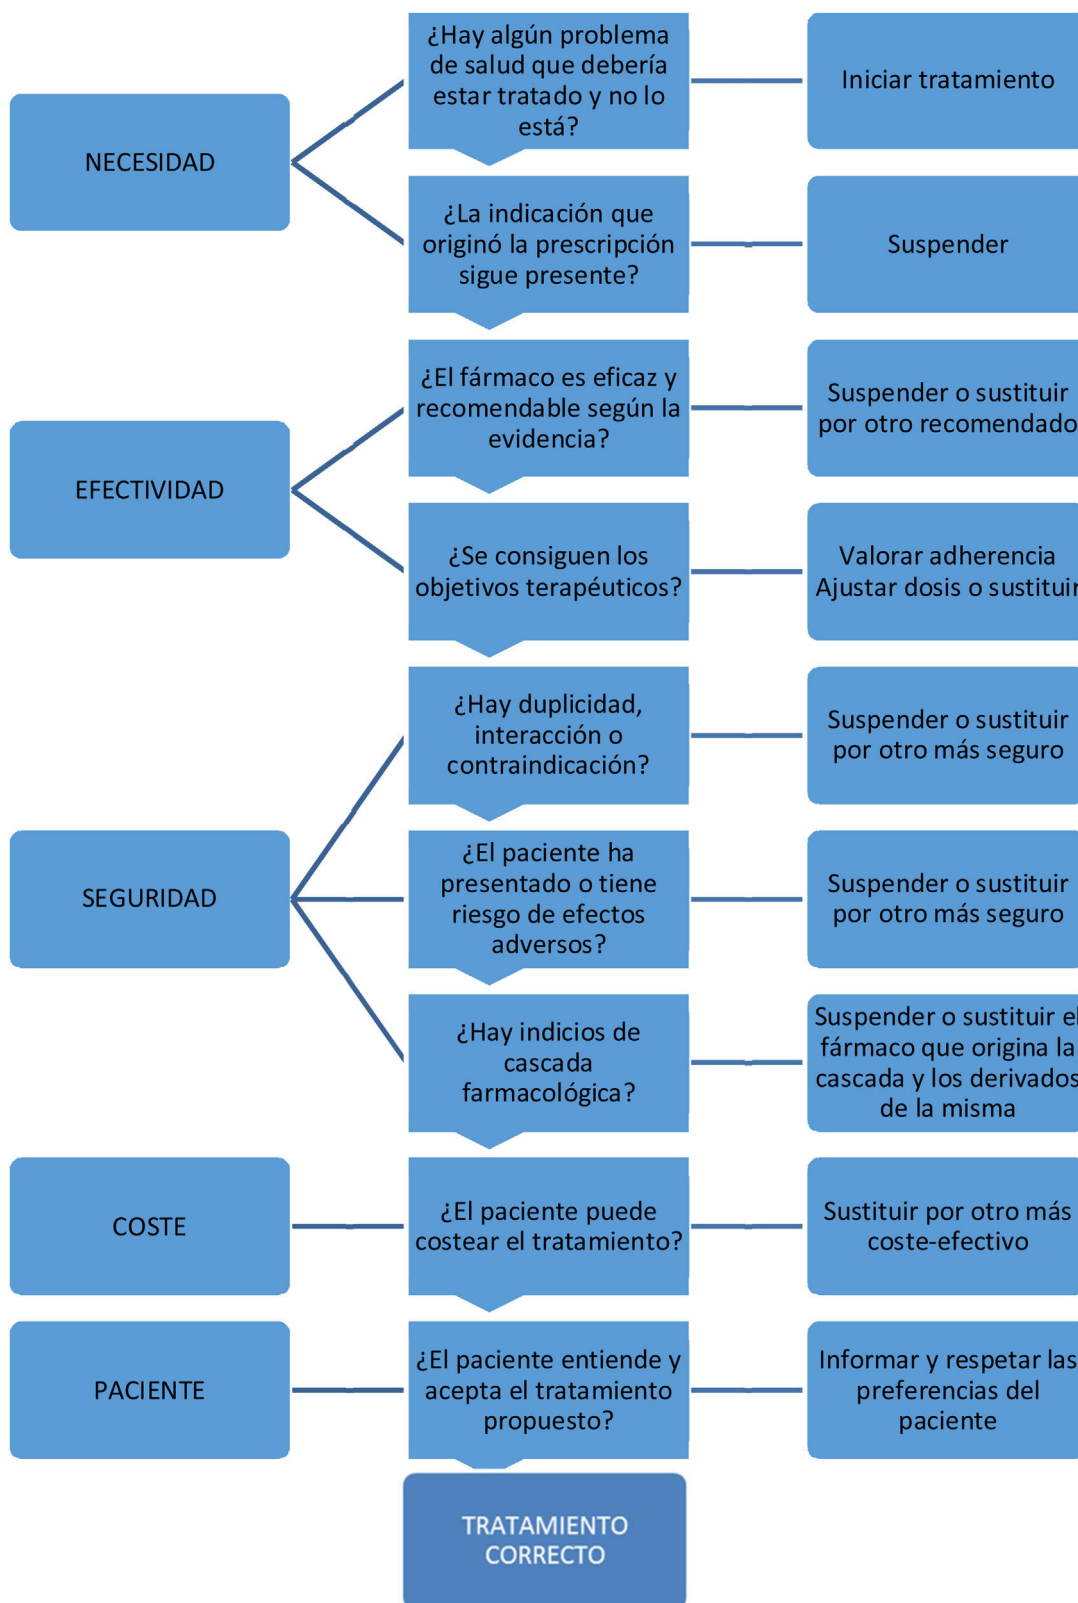 NECESIDAD
¿Hay algún problema
de salud que debería
estar tratado y no lo
está?
Iniciar tratamiento
¿La indicación que
originó la prescripción
sigue presente?
Suspender
EFECTIVIDAD
¿El fármaco es eficaz y
recomendable según la
evidencia?
Suspender o sustituir
por otro recomendado
¿Se consiguen los
objetivos terapéuticos?
Valorar adherencia
Ajustar dosis o sustituir
SEGURIDAD
¿Hay duplicidad,
interacción o
contraindicación?
Suspender o sustituir
por otro más seguro
¿El paciente ha
presentado o tiene
riesgo de efectos
adversos?
Suspender o sustituir
por otro más seguro
¿Hay indicios de
cascada
farmacológica?
Suspender o sustituir el
fármaco que origina la
cascada y los derivados
de la misma
COSTE
¿El paciente puede
costear el tratamiento?
Sustituir por otro más
coste-efectivo
PACIENTE
¿El paciente entiende y
acepta el tratamiento
propuesto?
Informar y respetar las
preferencias del
paciente
TRATAMIENTO
CORRECTO